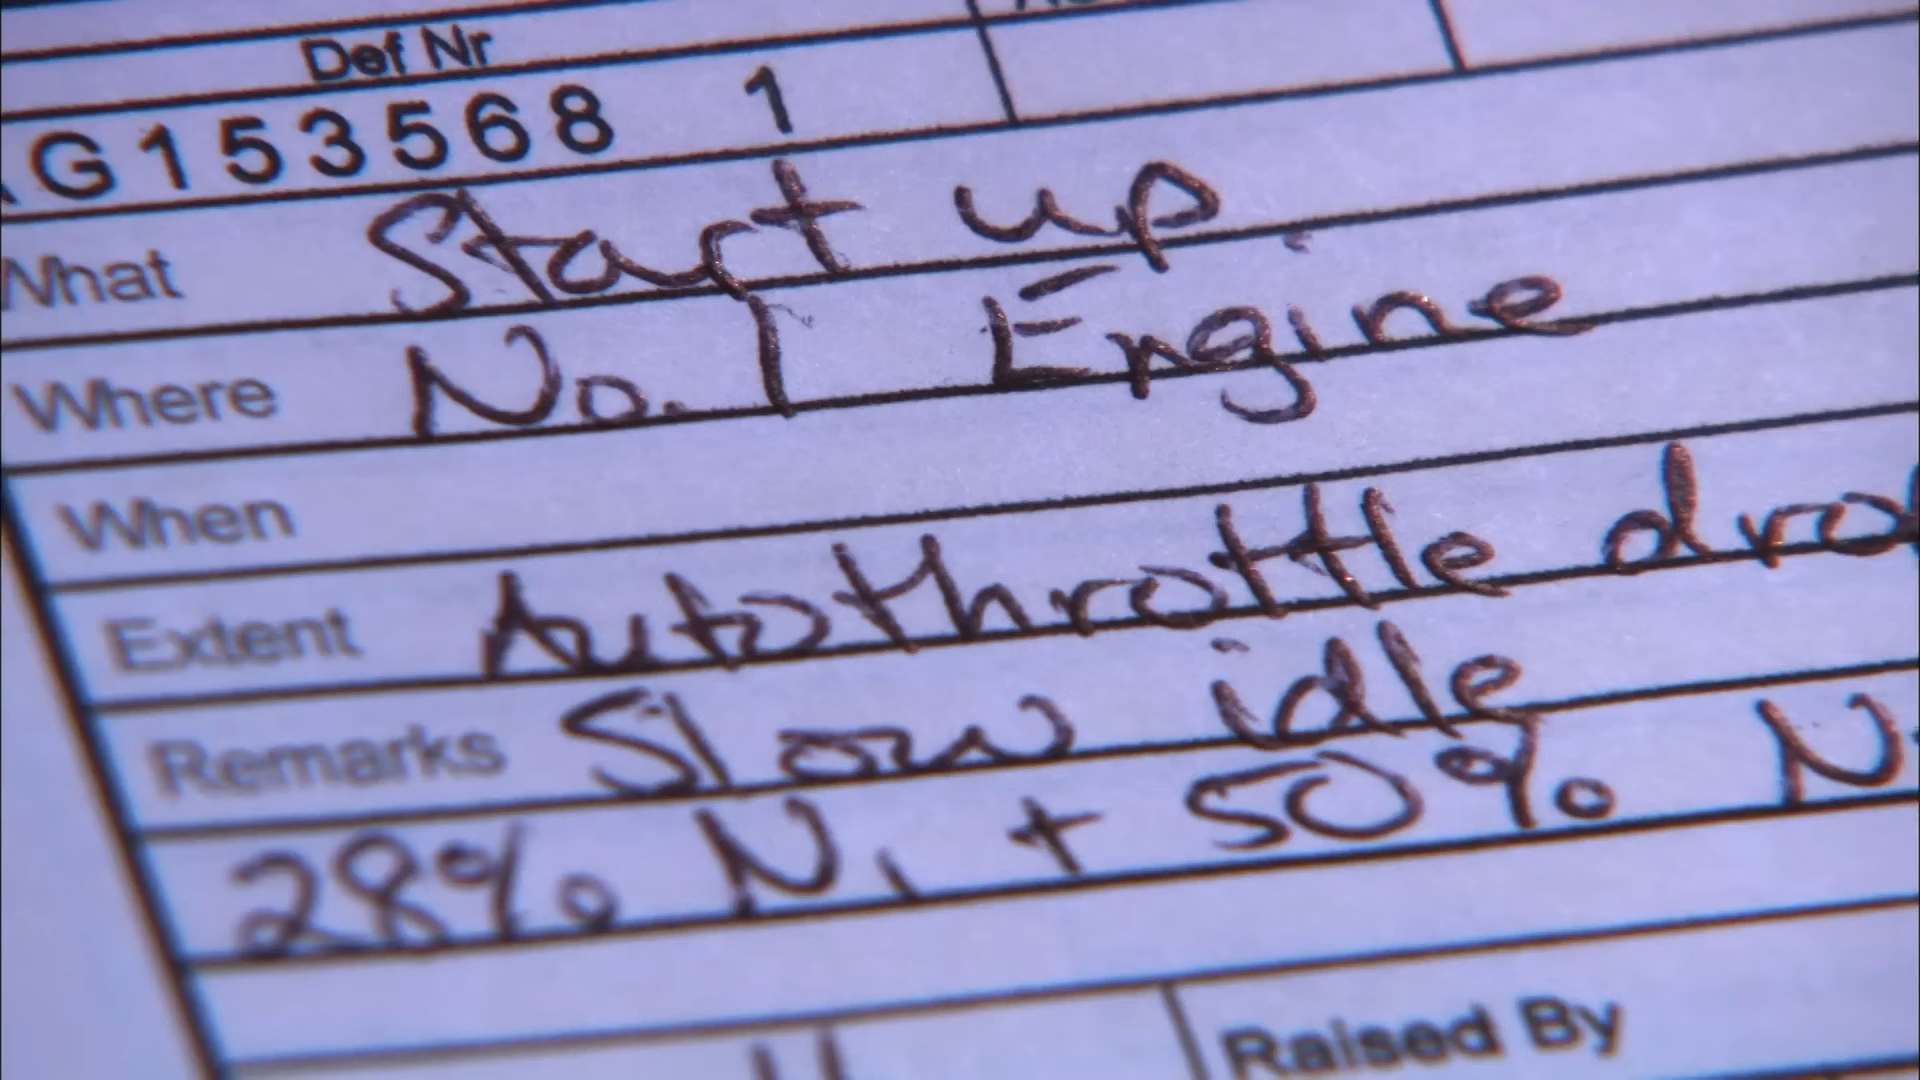 Def Nr
G153568 1
What Start up
Where No. 1 Engine
When
Extent Autothrottle
Remarks Slow idle
28% N1 + 50% N
Raised By